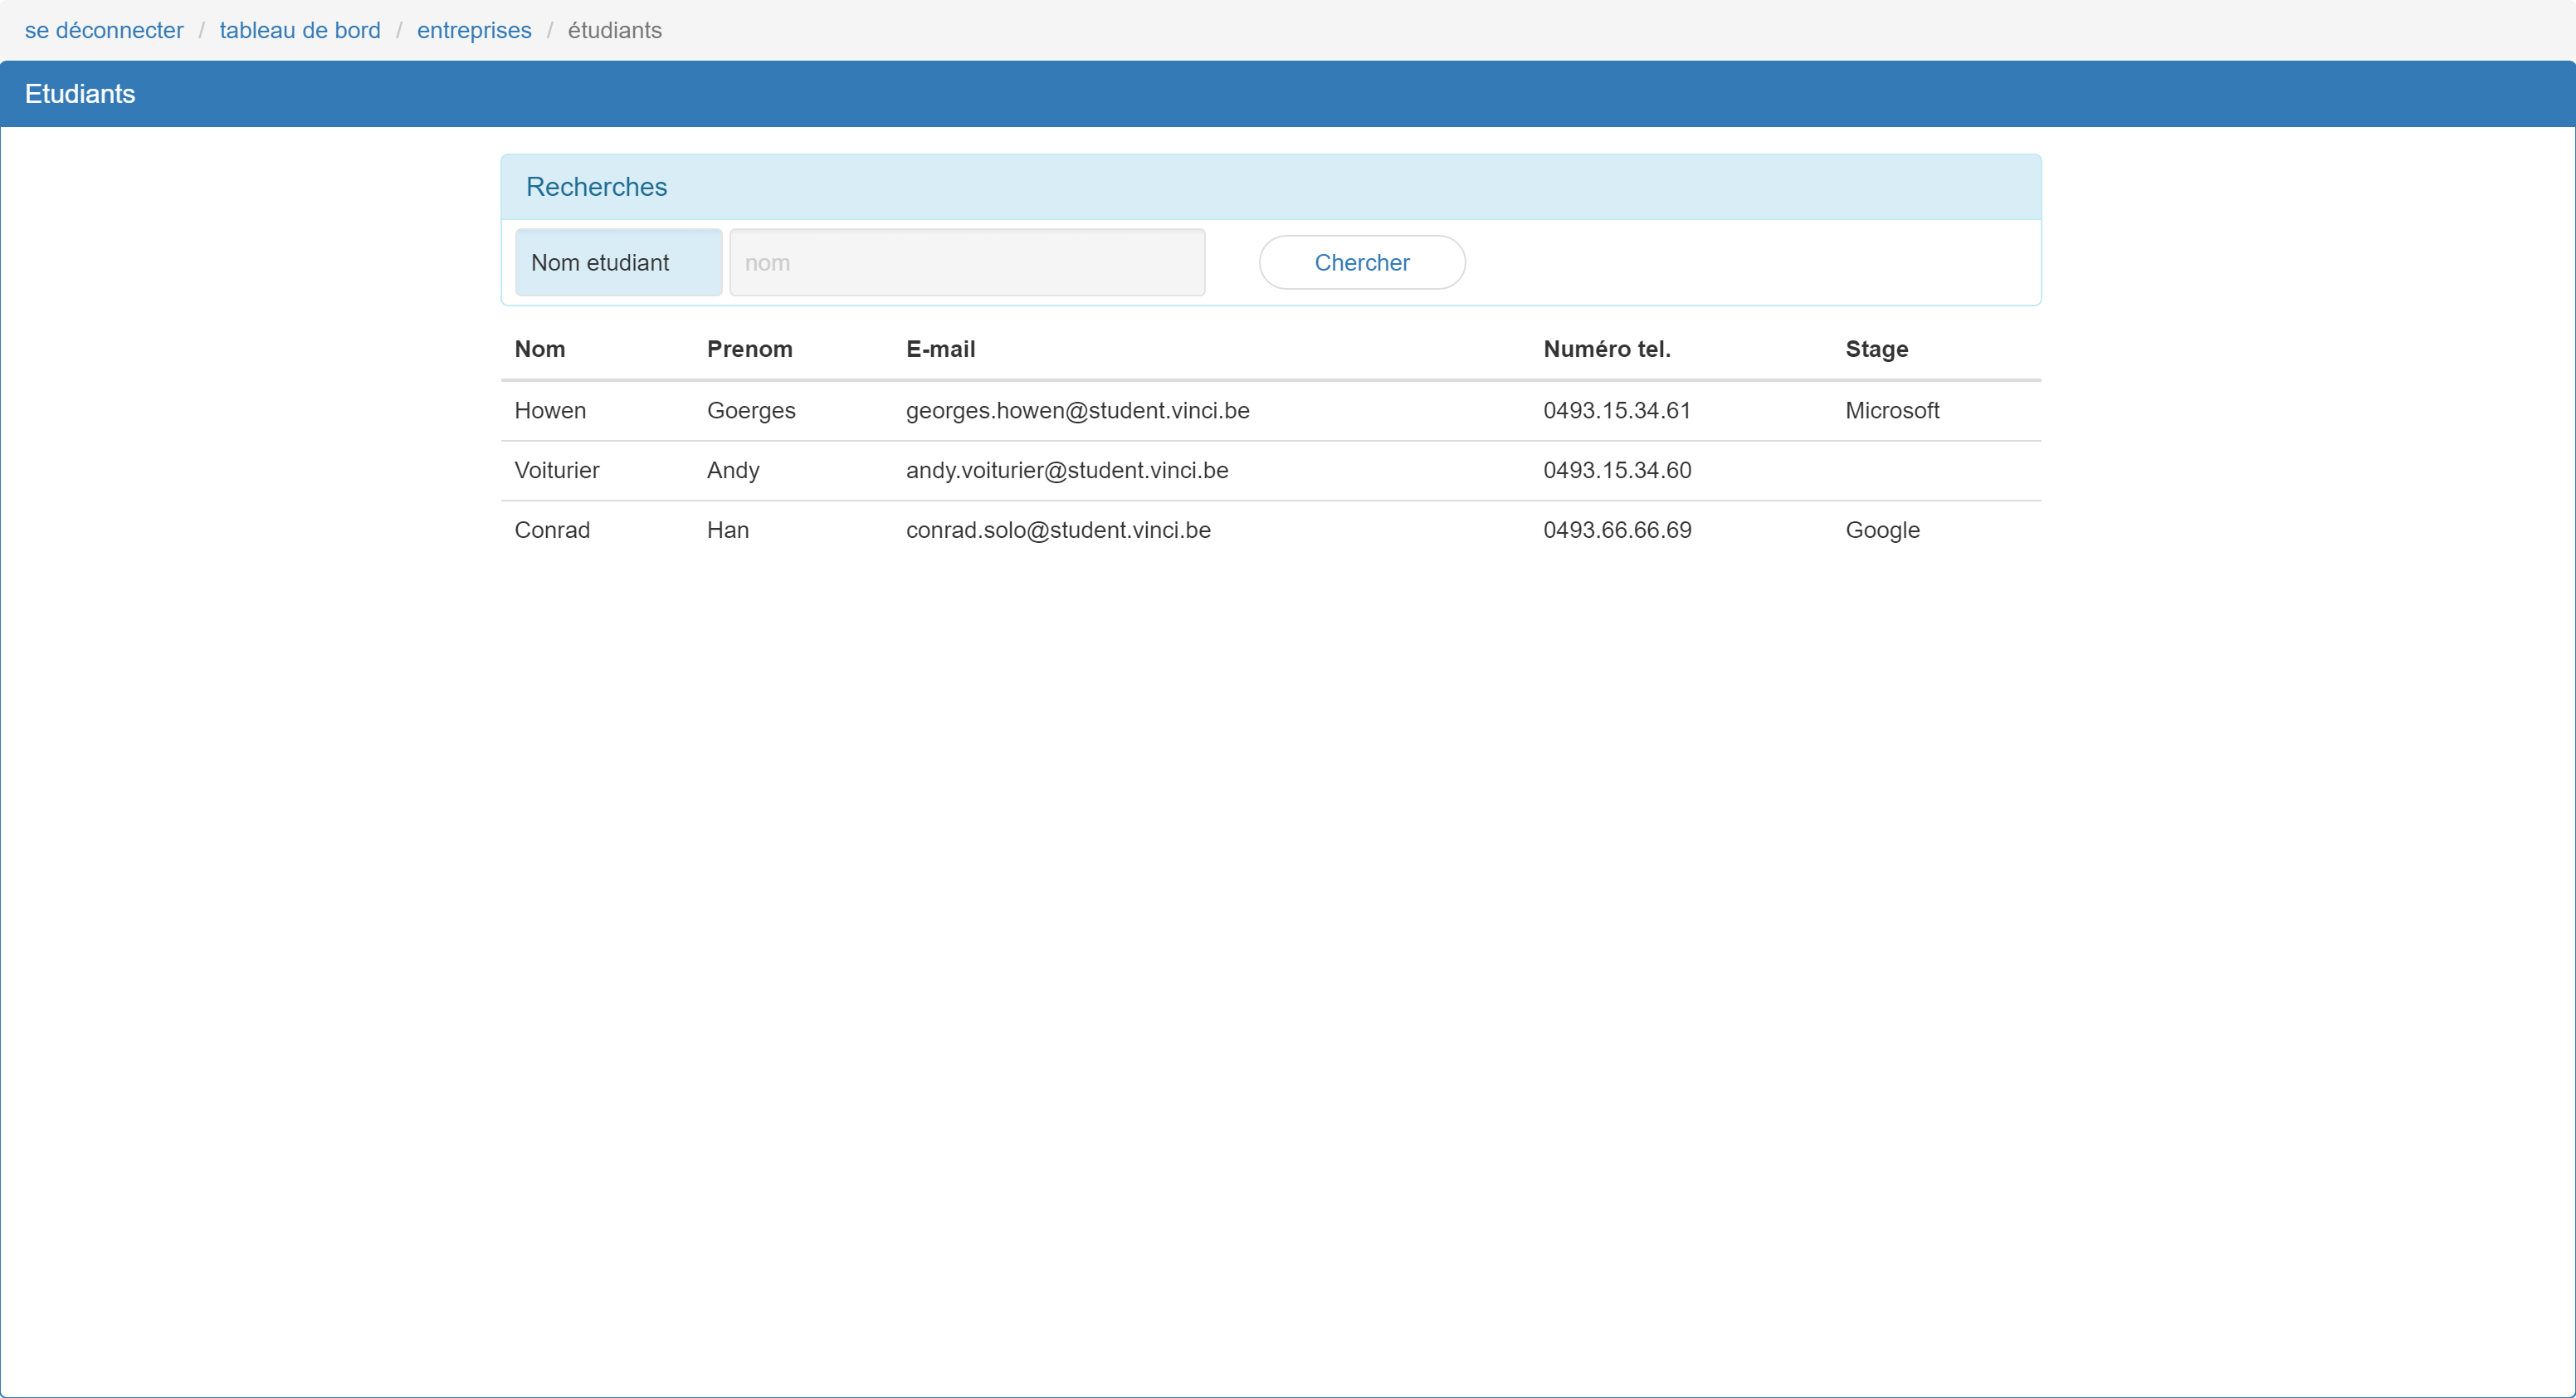 se déconnecter / tableau de bord / entreprises / étudiants
Etudiants
Recherches
Nom etudiant nom Chercher
Nom Prenom E-mail Numéro tel. Stage
Howen Goerges georges.howen@student.vinci.be 0493.15.34.61 Microsoft
Voiturier Andy andy.voiturier@student.vinci.be 0493.15.34.60
Conrad Han conrad.solo@student.vinci.be 0493.66.66.69 Google